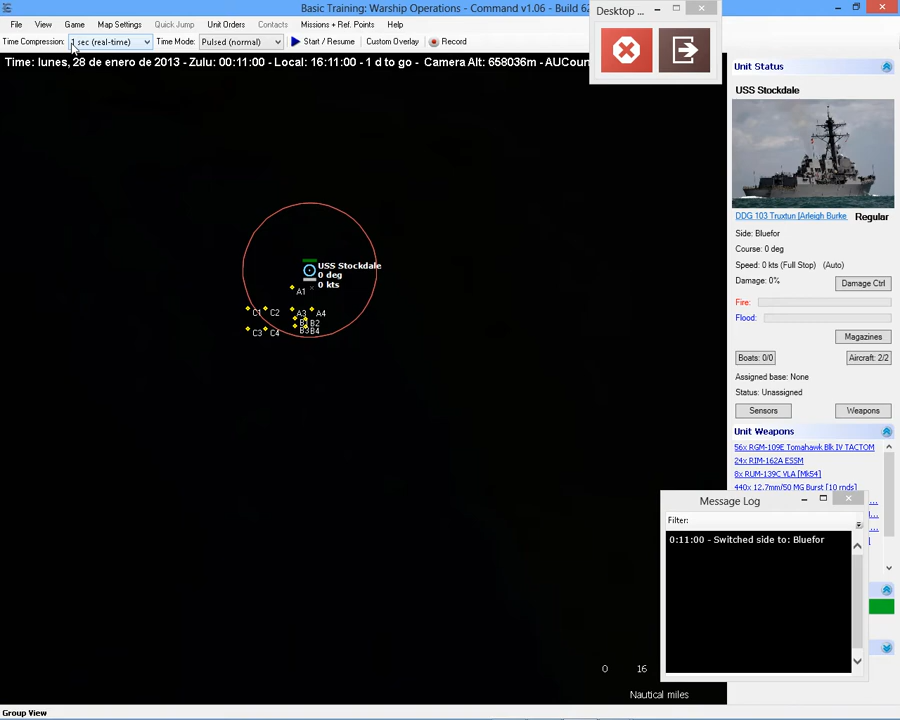 Basic Training: Warship Operations - Command v1.06 - Build 62
Desktop ...
File View Game Map Settings Quick Jump Unit Orders Contacts Missions + Ref. Points Help
Time Compression: 1 sec (real-time) Time Mode: Pulsed (normal) Start / Resume Custom Overlay Record
Time: lunes, 28 de enero de 2013 - Zulu: 00:11:00 - Local: 16:11:00 - 1 d to go - Camera Alt: 658036m - AUCoun
Unit Status
USS Stockdale
DDG 103 Truxtun [Arleigh Burke Regular
Side: Bluefor
Course: 0 deg
Speed: 0 kts (Full Stop) (Auto)
Damage: 0% Damage Ctrl
Fire:
Flood:
Magazines
Boats: 0/0 Aircraft: 2/2
Assigned base: None
Status: Unassigned
Sensors Weapons
Unit Weapons
56x RGM-109E Tomahawk Blk IV TACTOM
24x RIM-162A ESSM
8x RUM-139C VLA [Mk54]
440x 12.7mm/50 MG Burst [10 rnds]
USS Stockdale
0 deg
0 kts
A1
C1 C2 A3 A4
B2
C3 C4 B3 B4
Message Log
Filter:
0:11:00 - Switched side to: Bluefor
0 16
Nautical miles
Group View